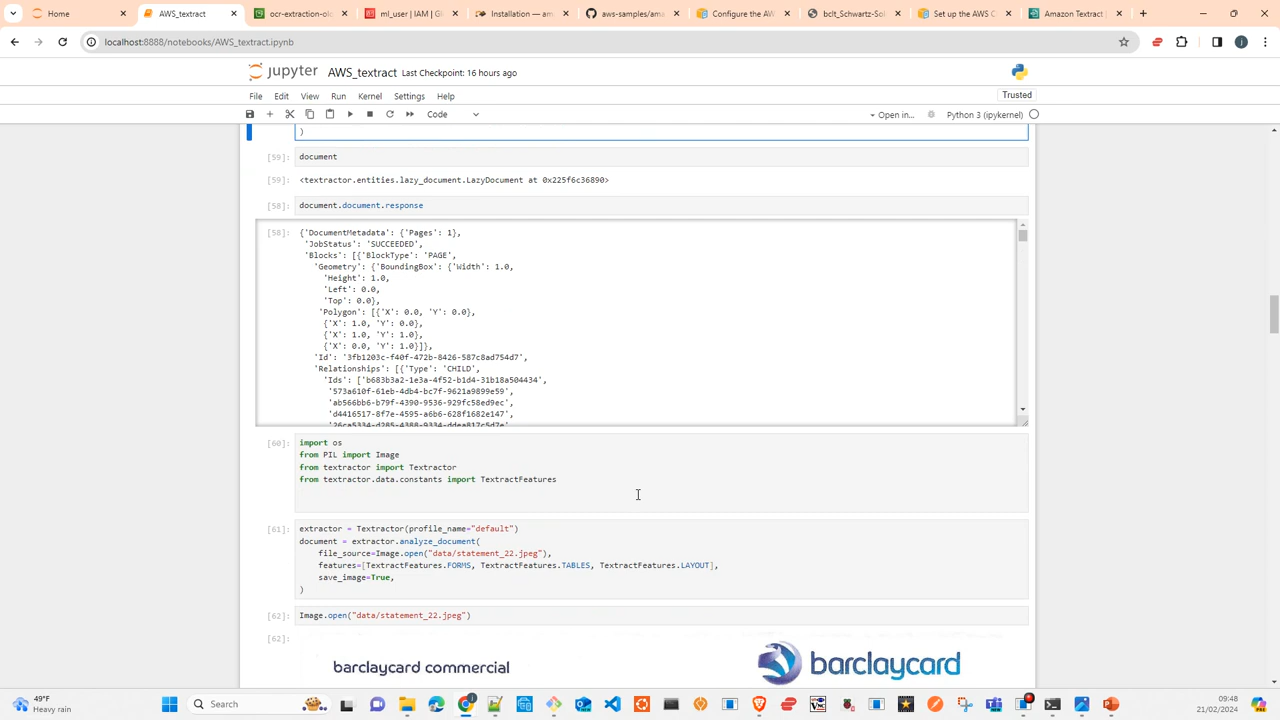 Home
AWS_textract
ocr-extraction-ol
ml_user | IAM | Gl
Installation — am
aws-samples/ama
Configure the AW
bclt_Schwartz-Sol
Set up the AWS C
Amazon Textract
localhost:8888/notebooks/AWS_textract.ipynb
jupyter AWS_textract Last Checkpoint: 16 hours ago
Trusted
File Edit View Run Kernel Settings Help
Code
Open in...
Python 3 (ipykernel)
)
[59]: document
[59]: <textractor.entities.lazy_document.LazyDocument at 0x225f6c36890>
[58]: document.document.response
[58]: {'DocumentMetadata': {'Pages': 1},
'JobStatus': 'SUCCEEDED',
'Blocks': [{'BlockType': 'PAGE',
'Geometry': {'BoundingBox': {'Width': 1.0,
'Height': 1.0,
'Left': 0.0,
'Top': 0.0},
'Polygon': [{'X': 0.0, 'Y': 0.0},
{'X': 1.0, 'Y': 0.0},
{'X': 1.0, 'Y': 1.0},
{'X': 0.0, 'Y': 1.0}]},
'Id': '3fb1203c-f40f-472b-8426-587c8ad754d7',
'Relationships': [{'Type': 'CHILD',
'Ids': ['b683b3a2-1e3a-4f52-b1d4-31b18a504434',
'573a610f-61eb-4db4-bc7f-9621a9899e59',
'ab566bb6-b79f-4390-9536-929fc58ed9ec',
'd4416517-8f7e-4595-a6b6-628f1682e147',
'26ca5334-d285-4388-9334-ddea817c5d7e',
[60]: import os
from PIL import Image
from textractor import Textractor
from textractor.data.constants import TextractFeatures
[61]: extractor = Textractor(profile_name="default")
document = extractor.analyze_document(
file_source=Image.open("data/statement_22.jpeg"),
features=[TextractFeatures.FORMS, TextractFeatures.TABLES, TextractFeatures.LAYOUT],
save_image=True,
)
[62]: Image.open("data/statement_22.jpeg")
[62]:
barclaycard commercial
barclaycard
49°F
Heavy rain
Search
09:48
21/02/2024